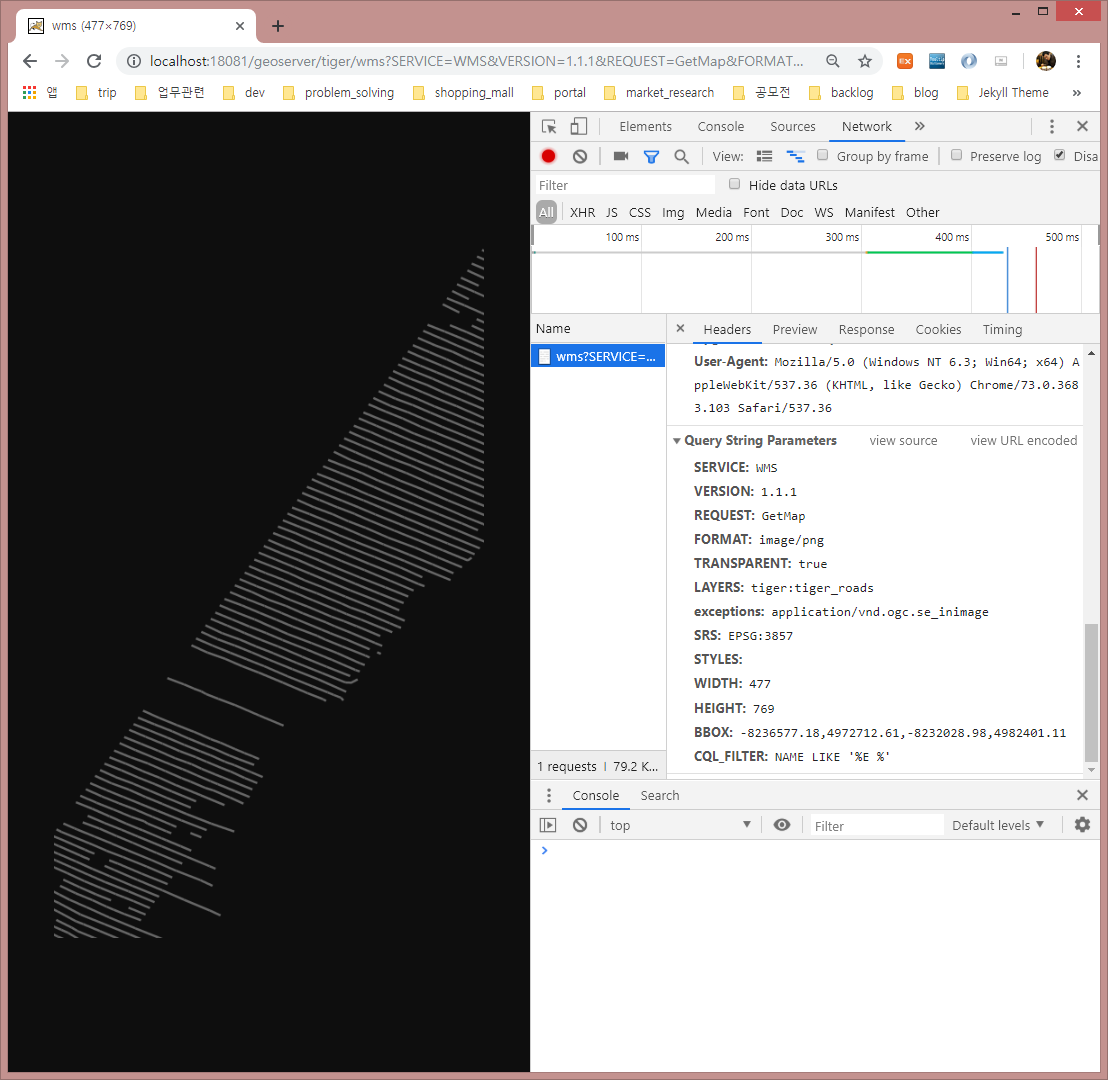 wms (477×769)
localhost:18081/geoserver/tiger/wms?SERVICE=WMS&VERSION=1.1.1&REQUEST=GetMap&FORMAT...
앱 trip 업무관련 dev problem_solving shopping_mall portal market_research 공모전 backlog blog Jekyll Theme »
Elements Console Sources Network »
View: Group by frame Preserve log Disa
Filter Hide data URLs
All XHR JS CSS Img Media Font Doc WS Manifest Other
100 ms 200 ms 300 ms 400 ms 500 ms
Name Headers Preview Response Cookies Timing
wms?SERVICE=...
User-Agent: Mozilla/5.0 (Windows NT 6.3; Win64; x64) A
ppleWebKit/537.36 (KHTML, like Gecko) Chrome/73.0.368
3.103 Safari/537.36
Query String Parameters view source view URL encoded
SERVICE: WMS
VERSION: 1.1.1
REQUEST: GetMap
FORMAT: image/png
TRANSPARENT: true
LAYERS: tiger:tiger_roads
exceptions: application/vnd.ogc.se_inimage
SRS: EPSG:3857
STYLES:
WIDTH: 477
HEIGHT: 769
BBOX: -8236577.18,4972712.61,-8232028.98,4982401.11
CQL_FILTER: NAME LIKE '%E %'
1 requests 79.2 K...
Console Search
top Filter Default levels